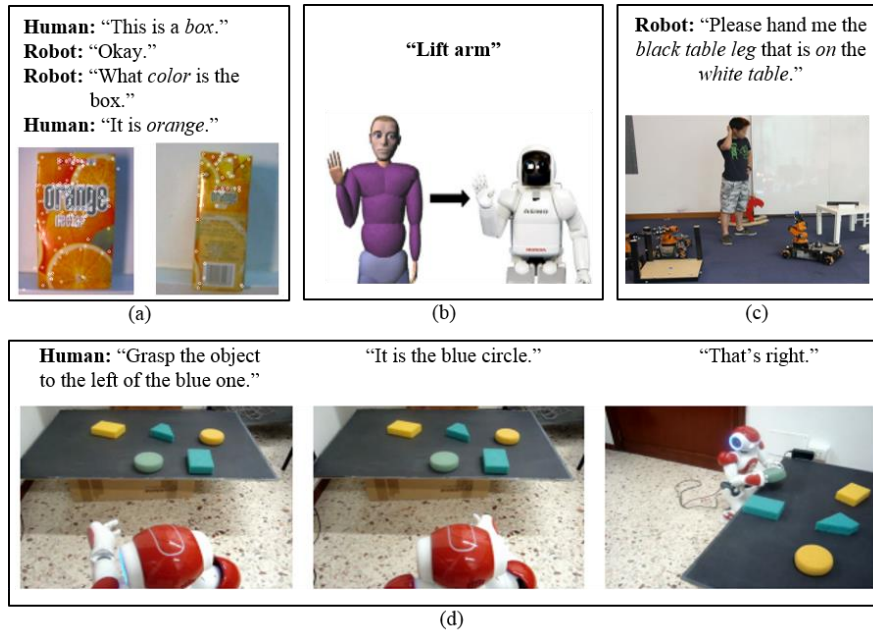 Human: “This is a box.”
Robot: “Okay.”
Robot: “What color is the
box.”
Human: “It is orange.”
orange
(a)
“Lift arm”
(b)
Robot: “Please hand me the
black table leg that is on the
white table.”
(c)
Human: “Grasp the object
to the left of the blue one.”
“It is the blue circle.”
“That’s right.”
(d)